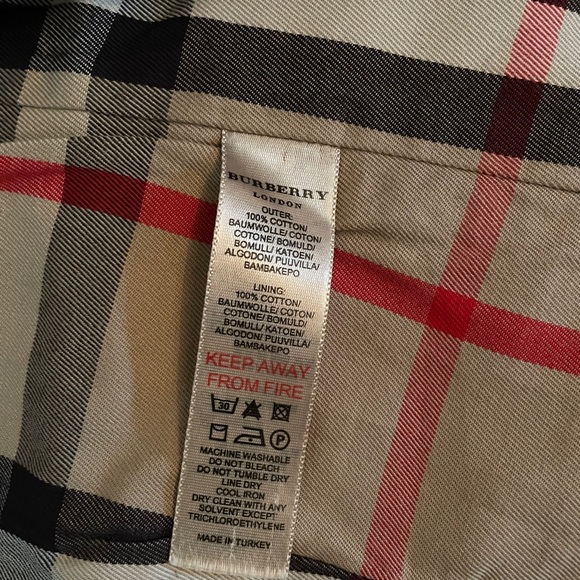 BURBERRY
LONDON
OUTER:
100% COTTON/
BAUMWOLLE/ COTON/
COTONE/ BOMULD/
BOMULL/ KATOEN/
ALGODON/ PUUVILLA/
BAMBAKEPO
LINING:
100% COTTON/
BAUMWOLLE/ COTON/
COTONE/ BOMULD/
BOMULL/ KATOEN/
ALGODON/ PUUVILLA/
BAMBAKEPO
KEEP AWAY
FROM FIRE
30
P
MACHINE WASHABLE
DO NOT BLEACH
DO NOT TUMBLE DRY
LINE DRY
COOL IRON
DRY CLEAN WITH ANY
SOLVENT EXCEPT
TRICHLOROETHYLENE
MADE IN TURKEY